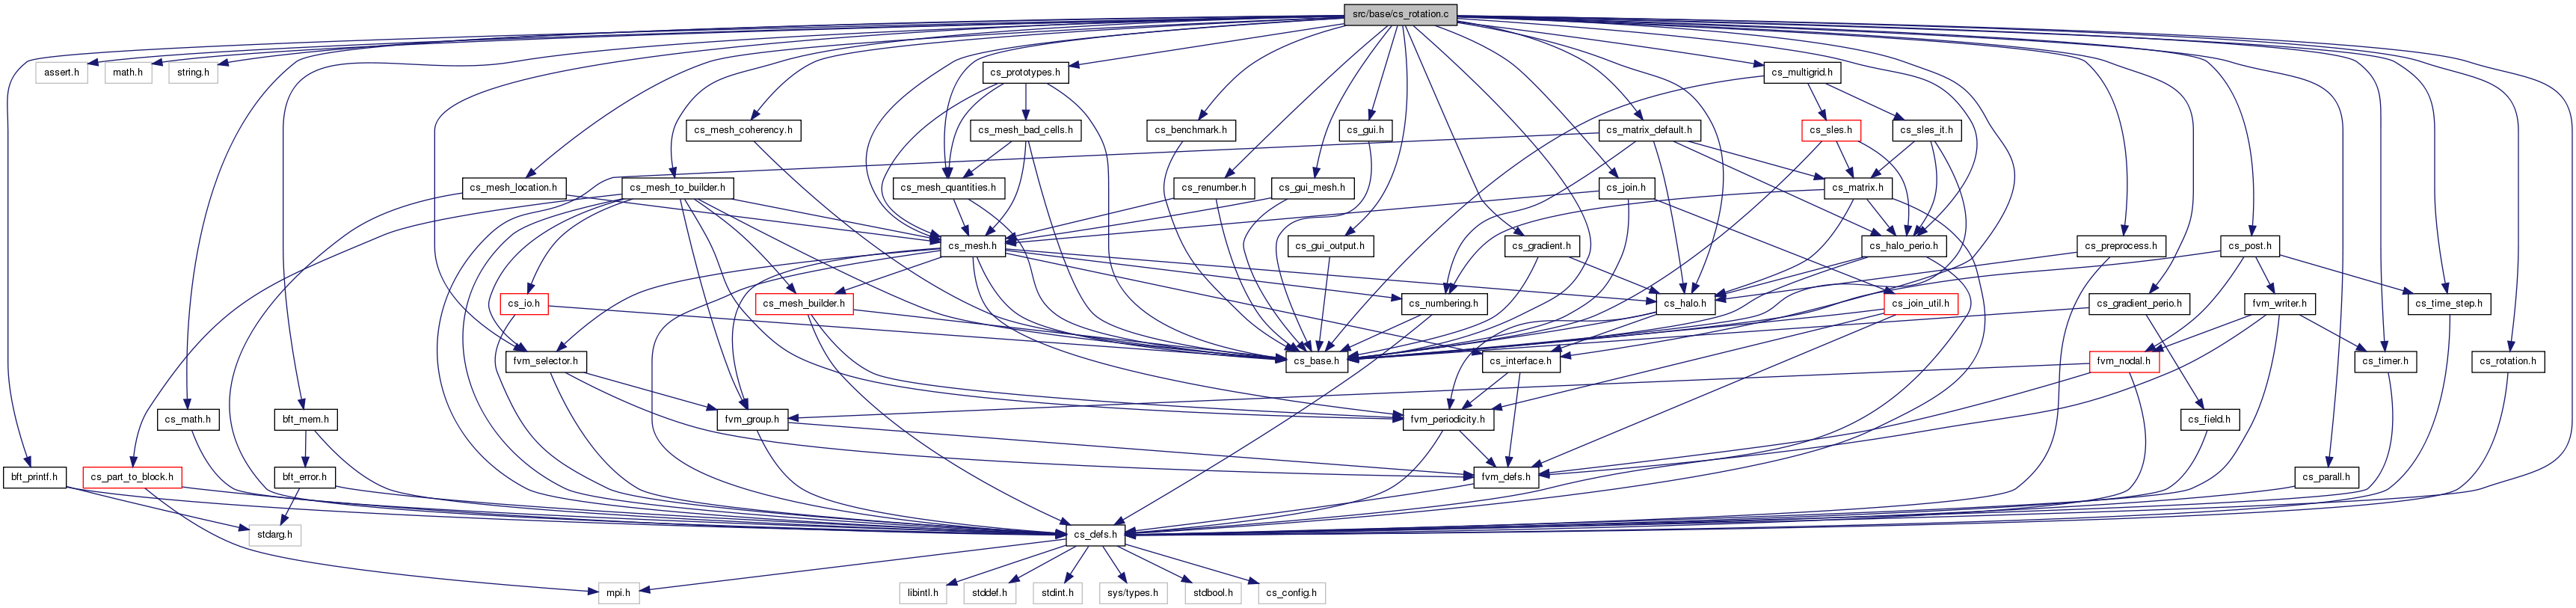 src/base/cs_rotation.c
assert.h
math.h
string.h
cs_prototypes.h
cs_multigrid.h
cs_mesh_coherency.h
cs_mesh_bad_cells.h
cs_benchmark.h
cs_gui.h
cs_matrix_default.h
cs_sles.h
cs_sles_it.h
cs_mesh_location.h
cs_mesh_to_builder.h
cs_mesh_quantities.h
cs_renumber.h
cs_gui_mesh.h
cs_join.h
cs_matrix.h
cs_mesh.h
cs_gui_output.h
cs_gradient.h
cs_halo_perio.h
cs_preprocess.h
cs_post.h
cs_io.h
cs_mesh_builder.h
cs_numbering.h
cs_halo.h
cs_join_util.h
cs_gradient_perio.h
fvm_writer.h
cs_time_step.h
fvm_selector.h
cs_base.h
cs_interface.h
fvm_nodal.h
cs_timer.h
cs_rotation.h
cs_math.h
bft_mem.h
fvm_group.h
fvm_periodicity.h
cs_field.h
bft_printf.h
cs_part_to_block.h
bft_error.h
fvm_defs.h
cs_parall.h
stdarg.h
cs_defs.h
mpi.h
libintl.h
stddef.h
stdint.h
sys/types.h
stdbool.h
cs_config.h